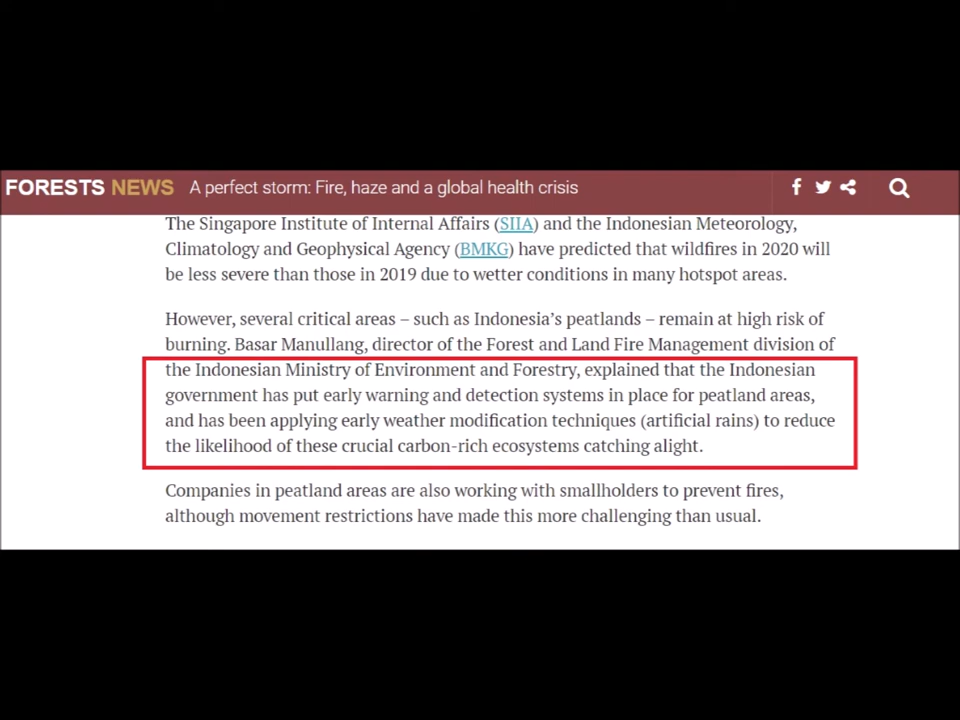 FORESTS NEWS A perfect storm: Fire, haze and a global health crisis
The Singapore Institute of Internal Affairs (SIIA) and the Indonesian Meteorology,
Climatology and Geophysical Agency (BMKG) have predicted that wildfires in 2020 will
be less severe than those in 2019 due to wetter conditions in many hotspot areas.
However, several critical areas – such as Indonesia’s peatlands – remain at high risk of
burning. Basar Manullang, director of the Forest and Land Fire Management division of
the Indonesian Ministry of Environment and Forestry, explained that the Indonesian
government has put early warning and detection systems in place for peatland areas,
and has been applying early weather modification techniques (artificial rains) to reduce
the likelihood of these crucial carbon-rich ecosystems catching alight.
Companies in peatland areas are also working with smallholders to prevent fires,
although movement restrictions have made this more challenging than usual.